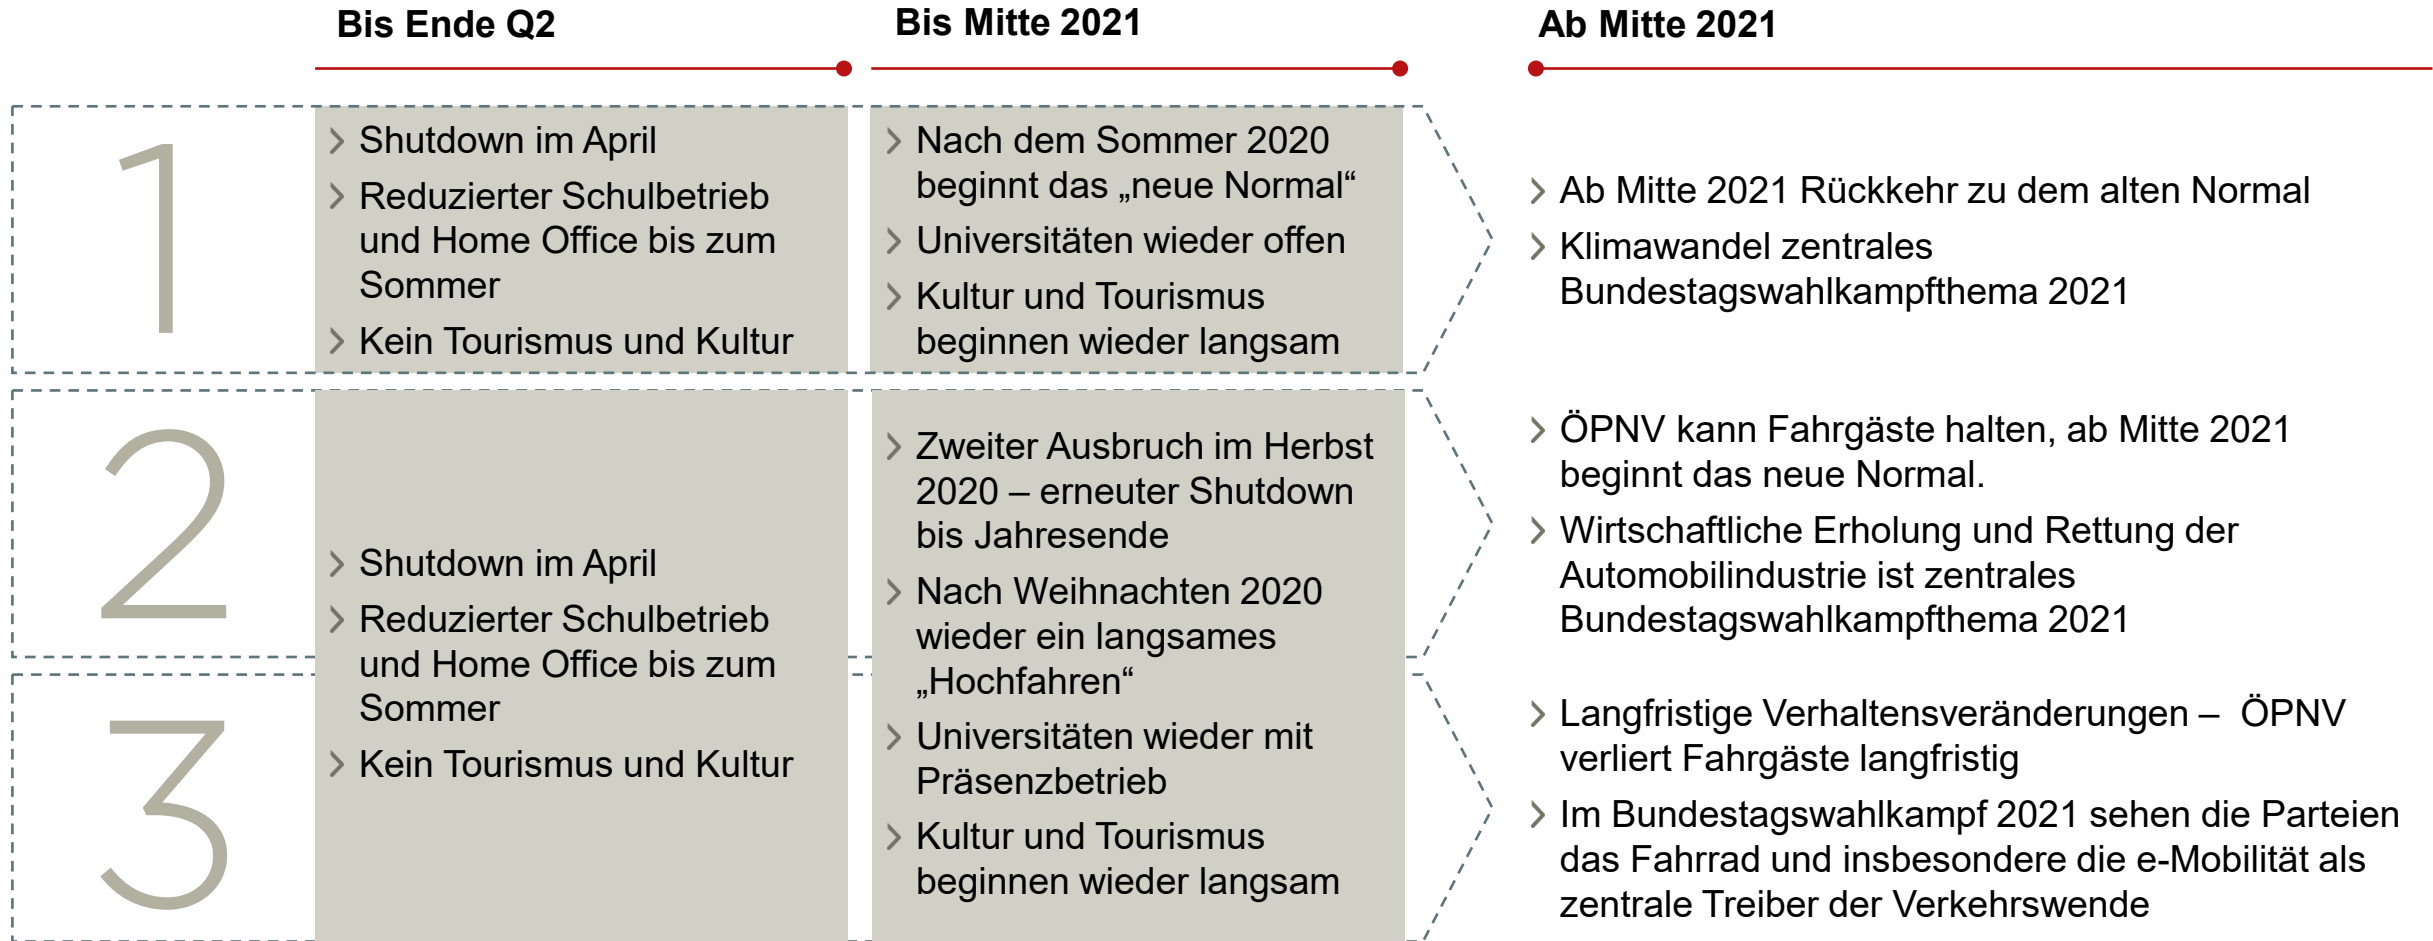 Bis Ende Q2
Bis Mitte 2021
Ab Mitte 2021
1
Shutdown im April
Reduzierter Schulbetrieb
und Home Office bis zum
Sommer
Kein Tourismus und Kultur
Nach dem Sommer 2020
beginnt das „neue Normal“
Universitäten wieder offen
Kultur und Tourismus
beginnen wieder langsam
Ab Mitte 2021 Rückkehr zu dem alten Normal
Klimawandel zentrales
Bundestagswahlkampfthema 2021
2
3
Shutdown im April
Reduzierter Schulbetrieb
und Home Office bis zum
Sommer
Kein Tourismus und Kultur
Zweiter Ausbruch im Herbst
2020 – erneuter Shutdown
bis Jahresende
Nach Weihnachten 2020
wieder ein langsames
„Hochfahren“
Universitäten wieder mit
Präsenzbetrieb
Kultur und Tourismus
beginnen wieder langsam
ÖPNV kann Fahrgäste halten, ab Mitte 2021
beginnt das neue Normal.
Wirtschaftliche Erholung und Rettung der
Automobilindustrie ist zentrales
Bundestagswahlkampfthema 2021
Langfristige Verhaltensveränderungen – ÖPNV
verliert Fahrgäste langfristig
Im Bundestagswahlkampf 2021 sehen die Parteien
das Fahrrad und insbesondere die e-Mobilität als
zentrale Treiber der Verkehrswende